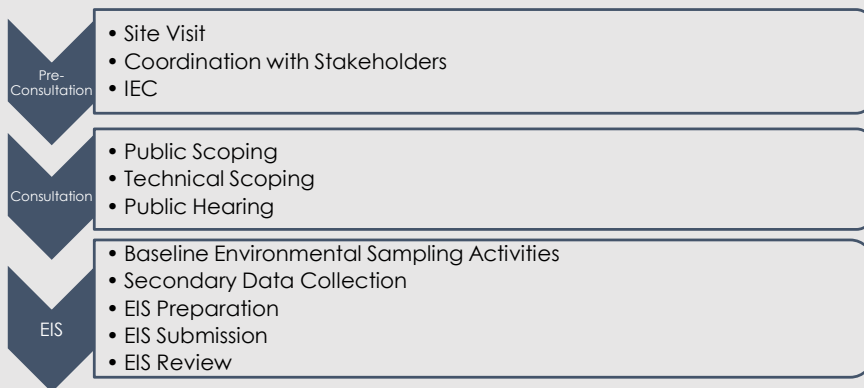 Pre-
Consultation
• Site Visit
• Coordination with Stakeholders
• IEC
Consultation
• Public Scoping
• Technical Scoping
• Public Hearing
EIS
• Baseline Environmental Sampling Activities
• Secondary Data Collection
• EIS Preparation
• EIS Submission
• EIS Review